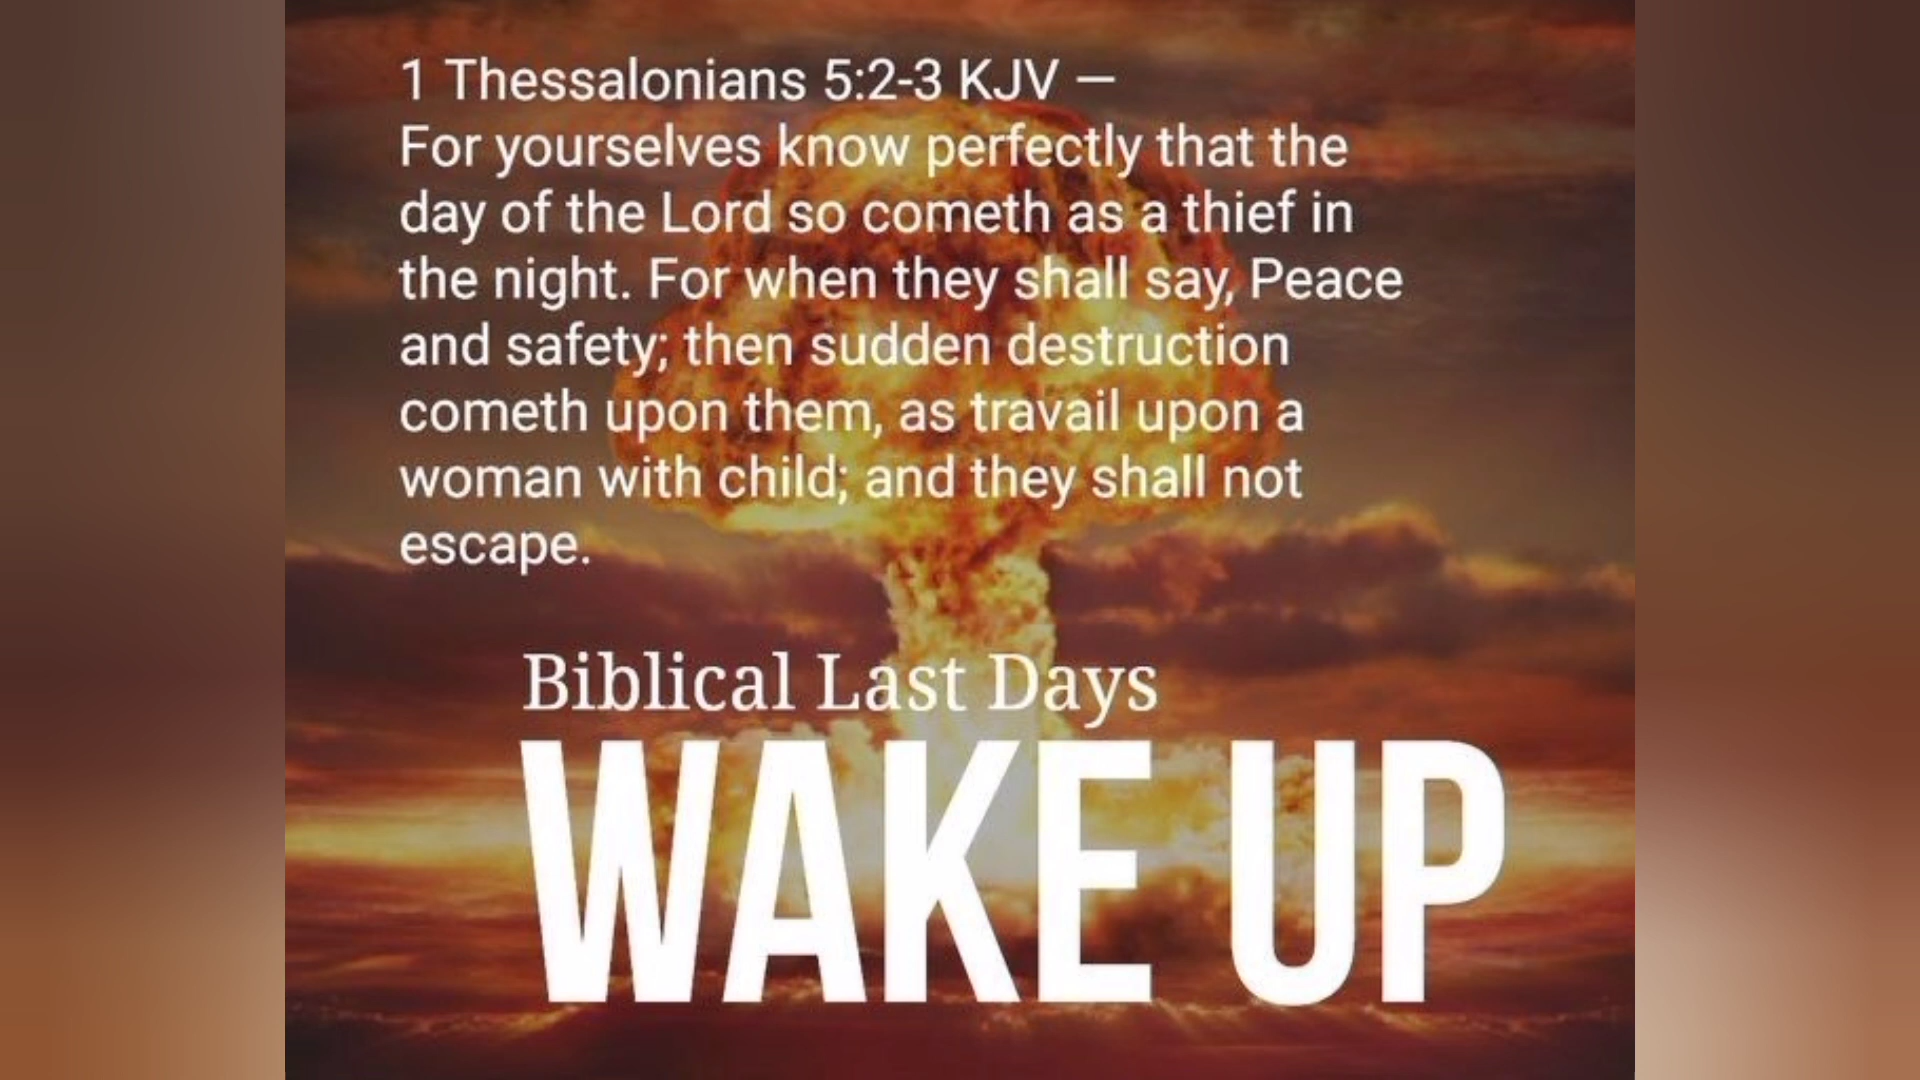 1 Thessalonians 5:2-3 KJV —
For yourselves know perfectly that the
day of the Lord so cometh as a thief in
the night. For when they shall say, Peace
and safety; then sudden destruction
cometh upon them, as travail upon a
woman with child; and they shall not
escape.
Biblical Last Days
WAKE UP